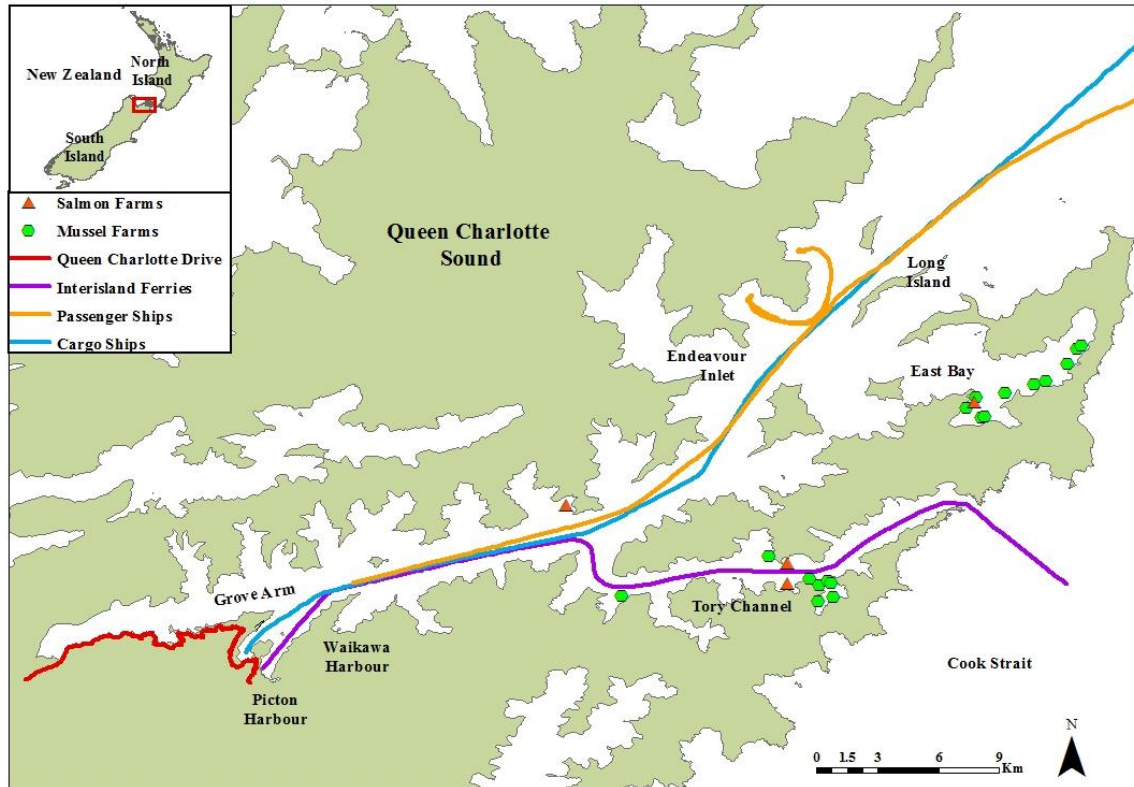 New Zealand
North
Island
South
Island
Salmon Farms
Mussel Farms
Queen Charlotte Drive
Interisland Ferries
Passenger Ships
Cargo Ships
Queen Charlotte
Sound
Long
Island
Endeavour
Inlet
East Bay
Grove Arm
Tory Channel
Waikawa
Harbour
Cook Strait
Picton
Harbour
N
0 1.5 3 6 9
Km